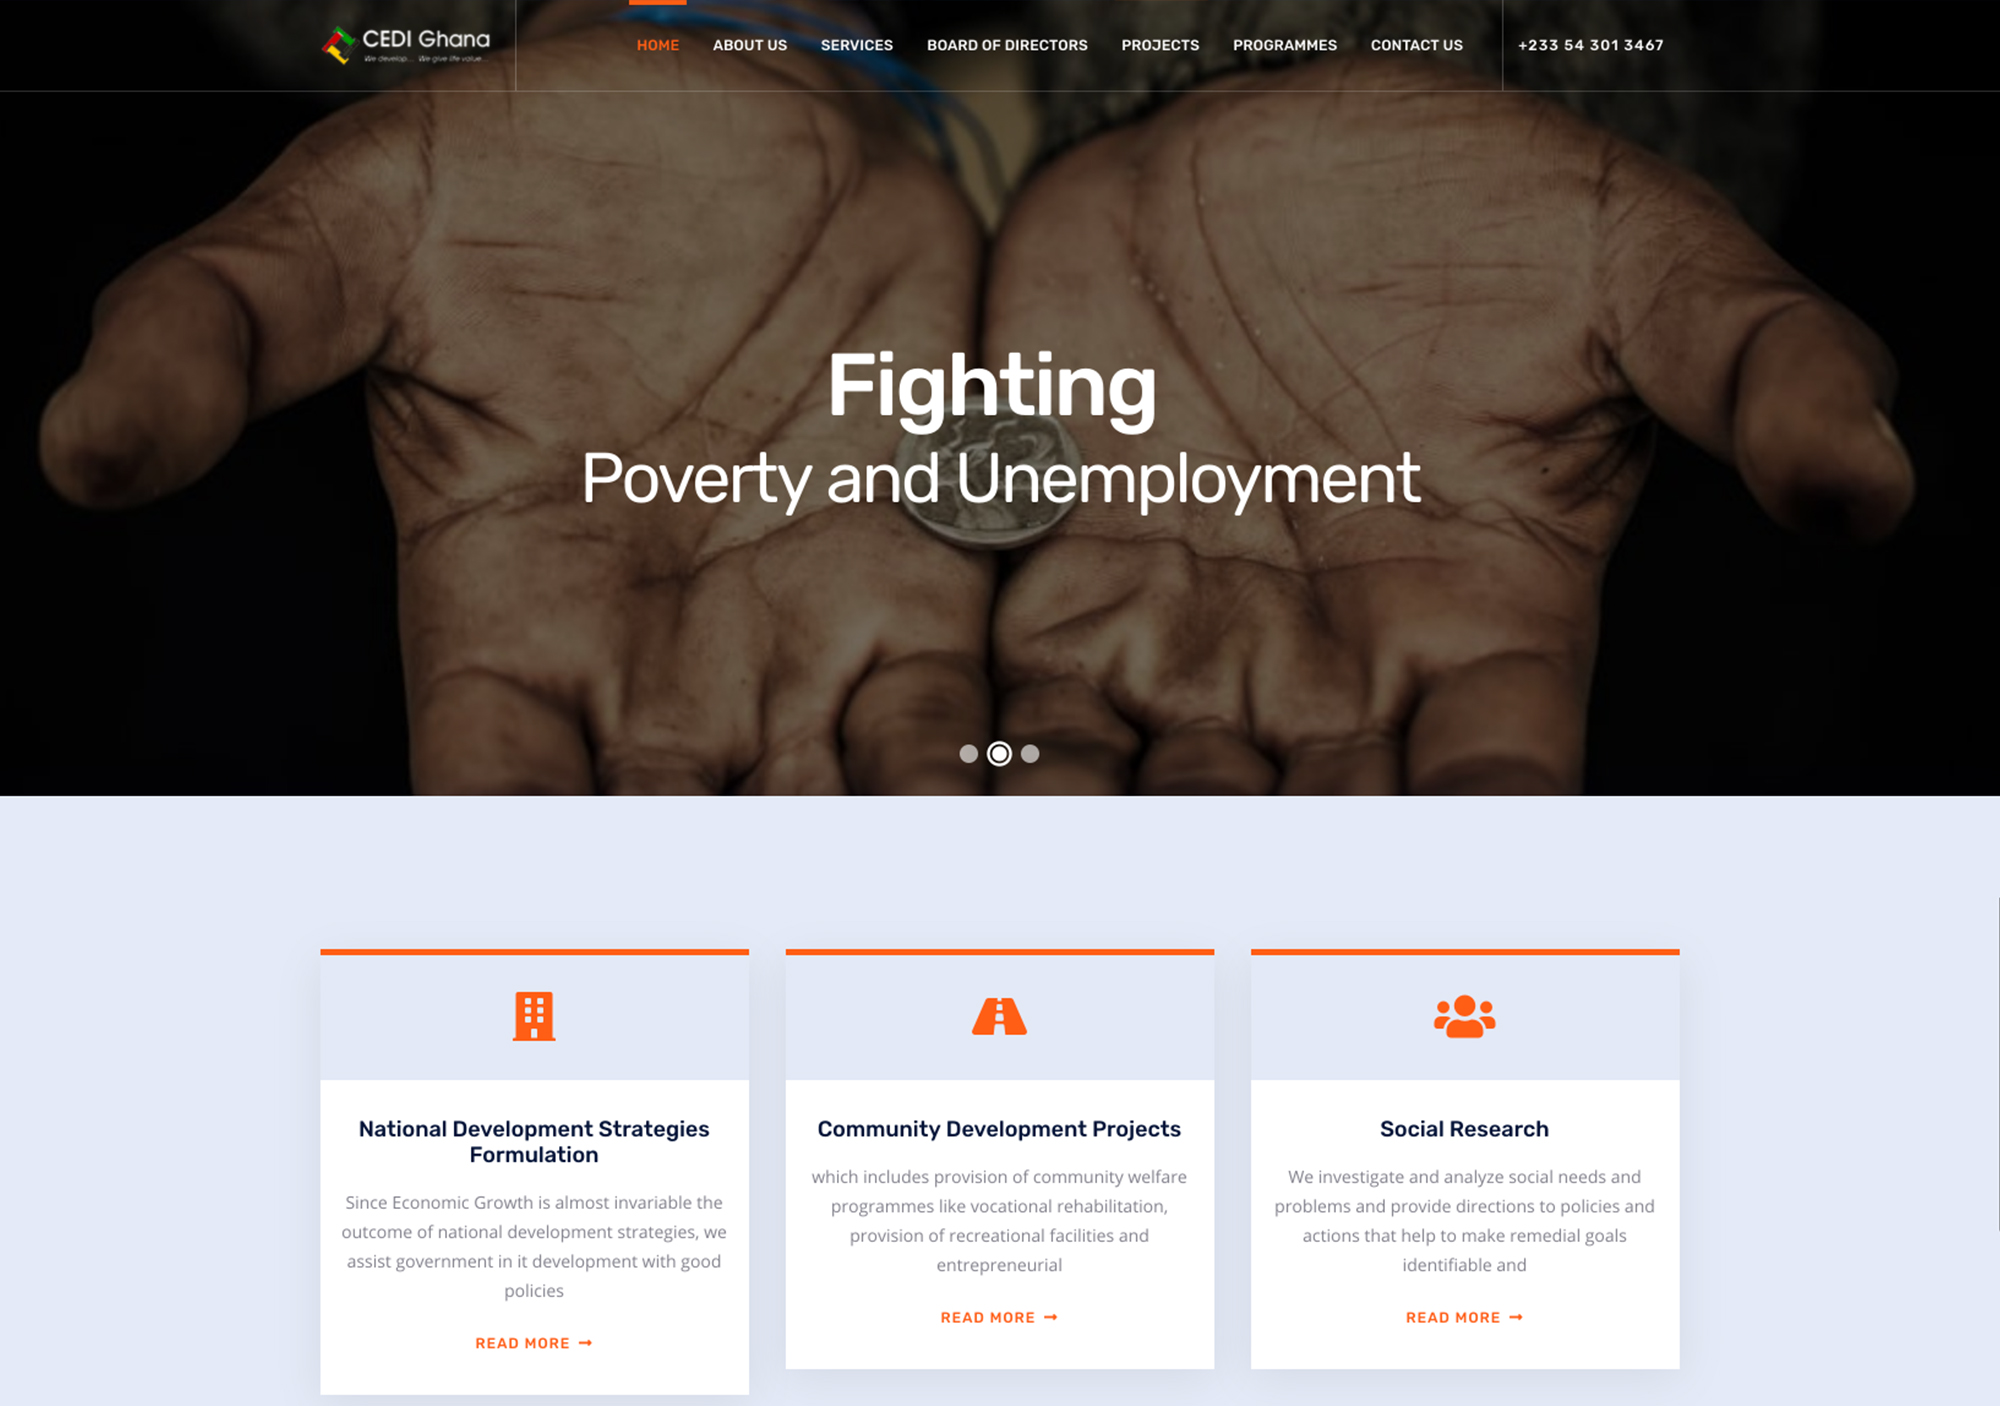 CEDI Ghana
We develop... We give life value...
HOME
ABOUT US
SERVICES
BOARD OF DIRECTORS
PROJECTS
PROGRAMMES
CONTACT US
+233 54 301 3467
Fighting
Poverty and Unemployment
National Development Strategies
Formulation
Since Economic Growth is almost invariable the
outcome of national development strategies, we
assist government in it development with good
policies
READ MORE
Community Development Projects
which includes provision of community welfare
programmes like vocational rehabilitation,
provision of recreational facilities and
entrepreneurial
READ MORE
Social Research
We investigate and analyze social needs and
problems and provide directions to policies and
actions that help to make remedial goals
identifiable and
READ MORE